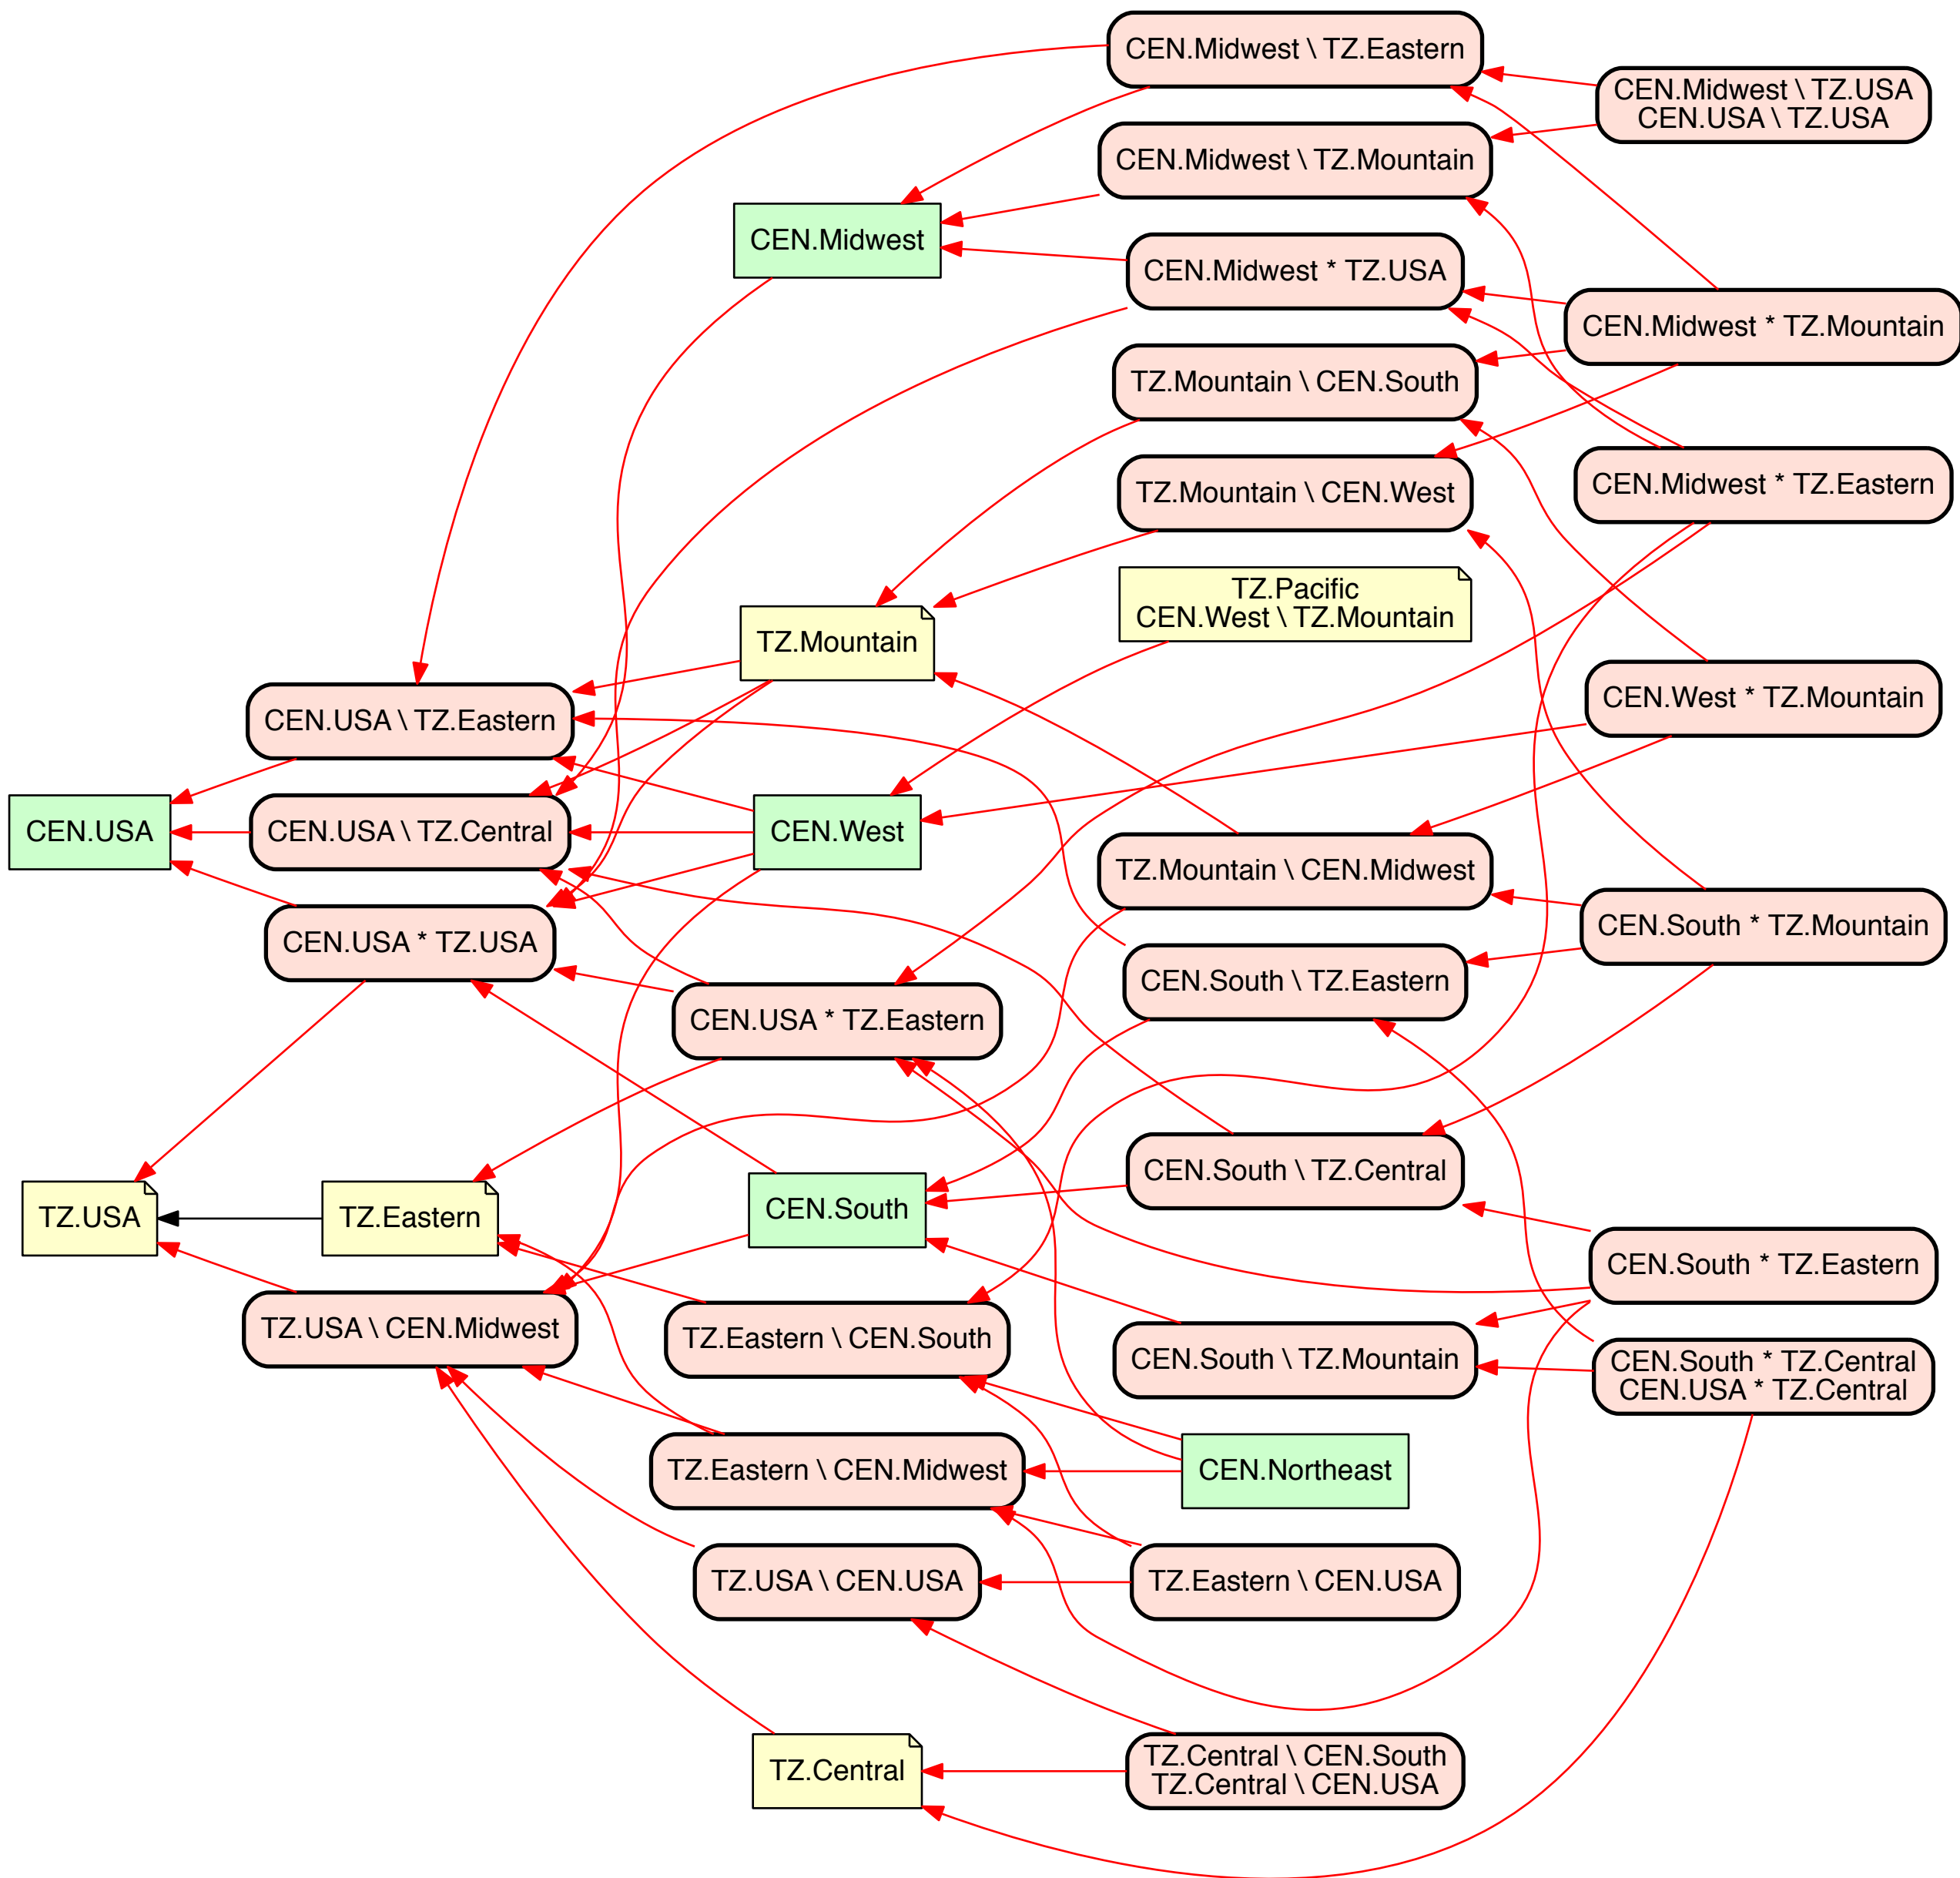 CEN.Midwest \ TZ.Eastern
CEN.Midwest \ TZ.USA
CEN.USA \ TZ.USA
CEN.Midwest \ TZ.Mountain
CEN.Midwest
CEN.Midwest * TZ.USA
CEN.Midwest * TZ.Mountain
TZ.Mountain \ CEN.South
TZ.Mountain \ CEN.West
CEN.Midwest * TZ.Eastern
TZ.Pacific
CEN.West \ TZ.Mountain
TZ.Mountain
CEN.West * TZ.Mountain
CEN.USA \ TZ.Eastern
CEN.USA
CEN.USA \ TZ.Central
CEN.West
TZ.Mountain \ CEN.Midwest
CEN.South * TZ.Mountain
CEN.USA * TZ.USA
CEN.South \ TZ.Eastern
CEN.USA * TZ.Eastern
CEN.South \ TZ.Central
TZ.USA
TZ.Eastern
CEN.South
CEN.South * TZ.Eastern
TZ.USA \ CEN.Midwest
TZ.Eastern \ CEN.South
CEN.South \ TZ.Mountain
CEN.South * TZ.Central
CEN.USA * TZ.Central
TZ.Eastern \ CEN.Midwest
CEN.Northeast
TZ.USA \ CEN.USA
TZ.Eastern \ CEN.USA
TZ.Central
TZ.Central \ CEN.South
TZ.Central \ CEN.USA